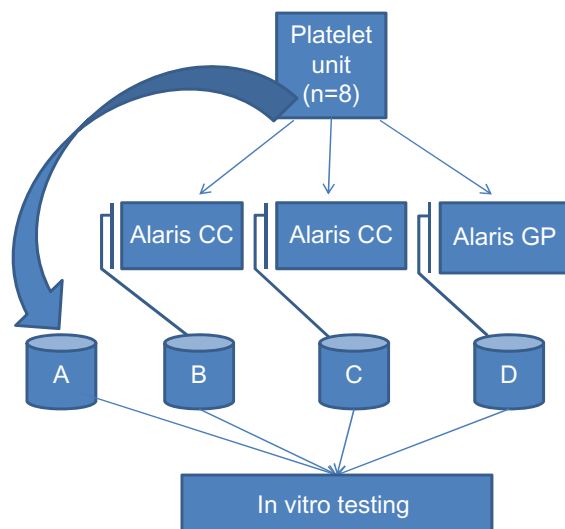 Platelet
unit
(n=8)
Alaris CC
Alaris CC
Alaris GP
A
B
C
D
In vitro testing